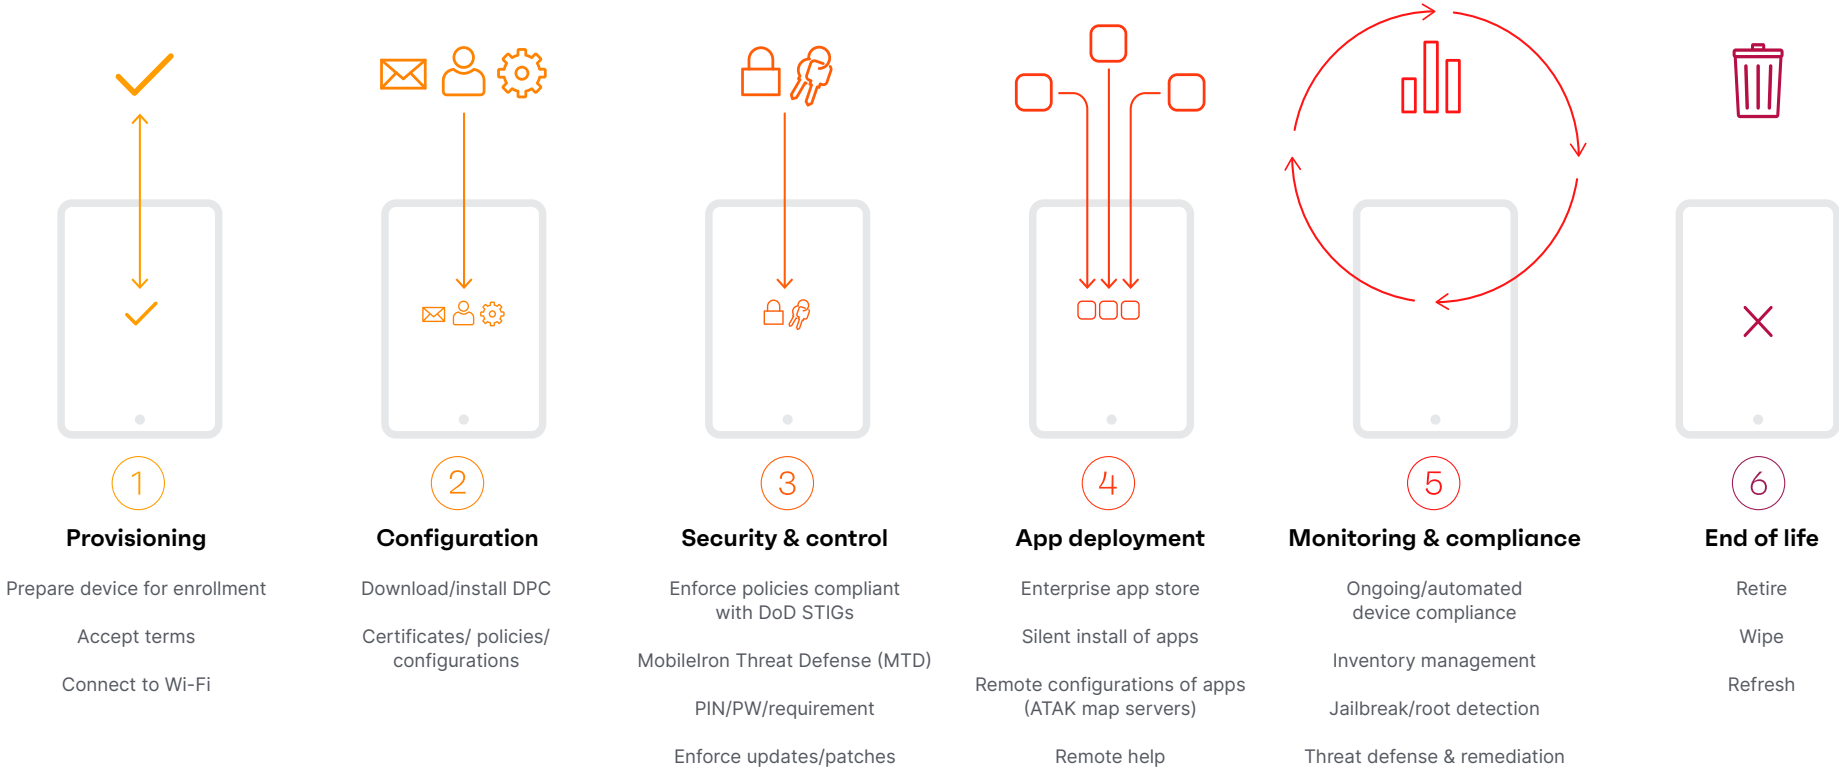 1
Provisioning
Prepare device for enrollment
Accept terms
Connect to Wi-Fi
2
Configuration
Download/install DPC
Certificates/ policies/
configurations
3
Security & control
Enforce policies compliant
with DoD STIGs
MobileIron Threat Defense (MTD)
PIN/PW/requirement
Enforce updates/patches
4
App deployment
Enterprise app store
Silent install of apps
Remote configurations of apps
(ATAK map servers)
Remote help
5
Monitoring & compliance
Ongoing/automated
device compliance
Inventory management
Jailbreak/root detection
Threat defense & remediation
6
End of life
Retire
Wipe
Refresh